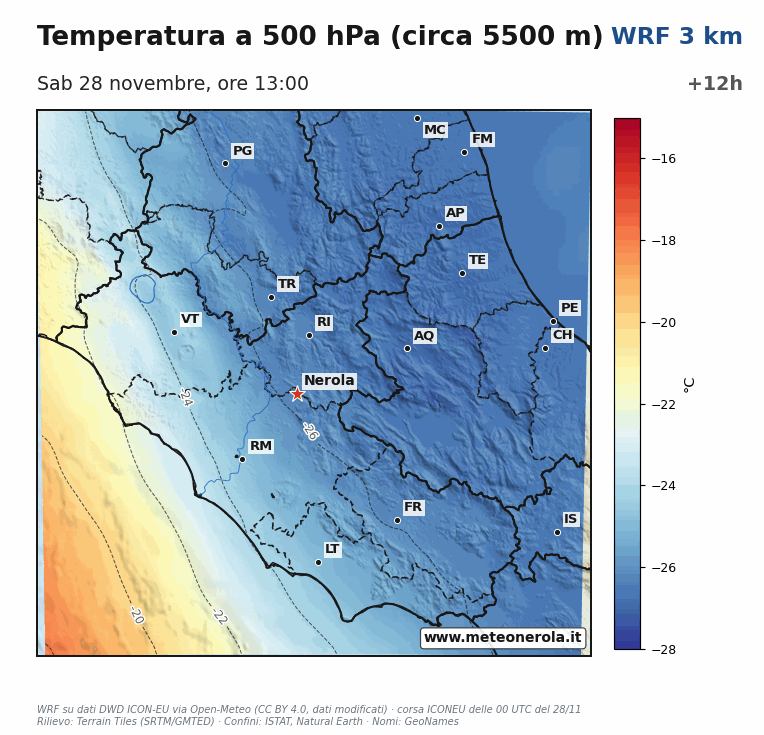 Temperatura a 500 hPa (circa 5500 m) WRF 3 km
Sab 28 novembre, ore 13:00 +12h
MC
FM
PG
AP
TE
TR
PE
VT
RI
AQ
CH
Nerola
-24
-26
RM
FR
IS
LT
-20
-22
www.meteonerola.it
−16
−18
−20
−22
−24
−26
−28
°C
WRF su dati DWD ICON-EU via Open-Meteo (CC BY 4.0, dati modificati) · corsa ICONEU delle 00 UTC del 28/11
Rilievo: Terrain Tiles (SRTM/GMTED) · Confini: ISTAT, Natural Earth · Nomi: GeoNames